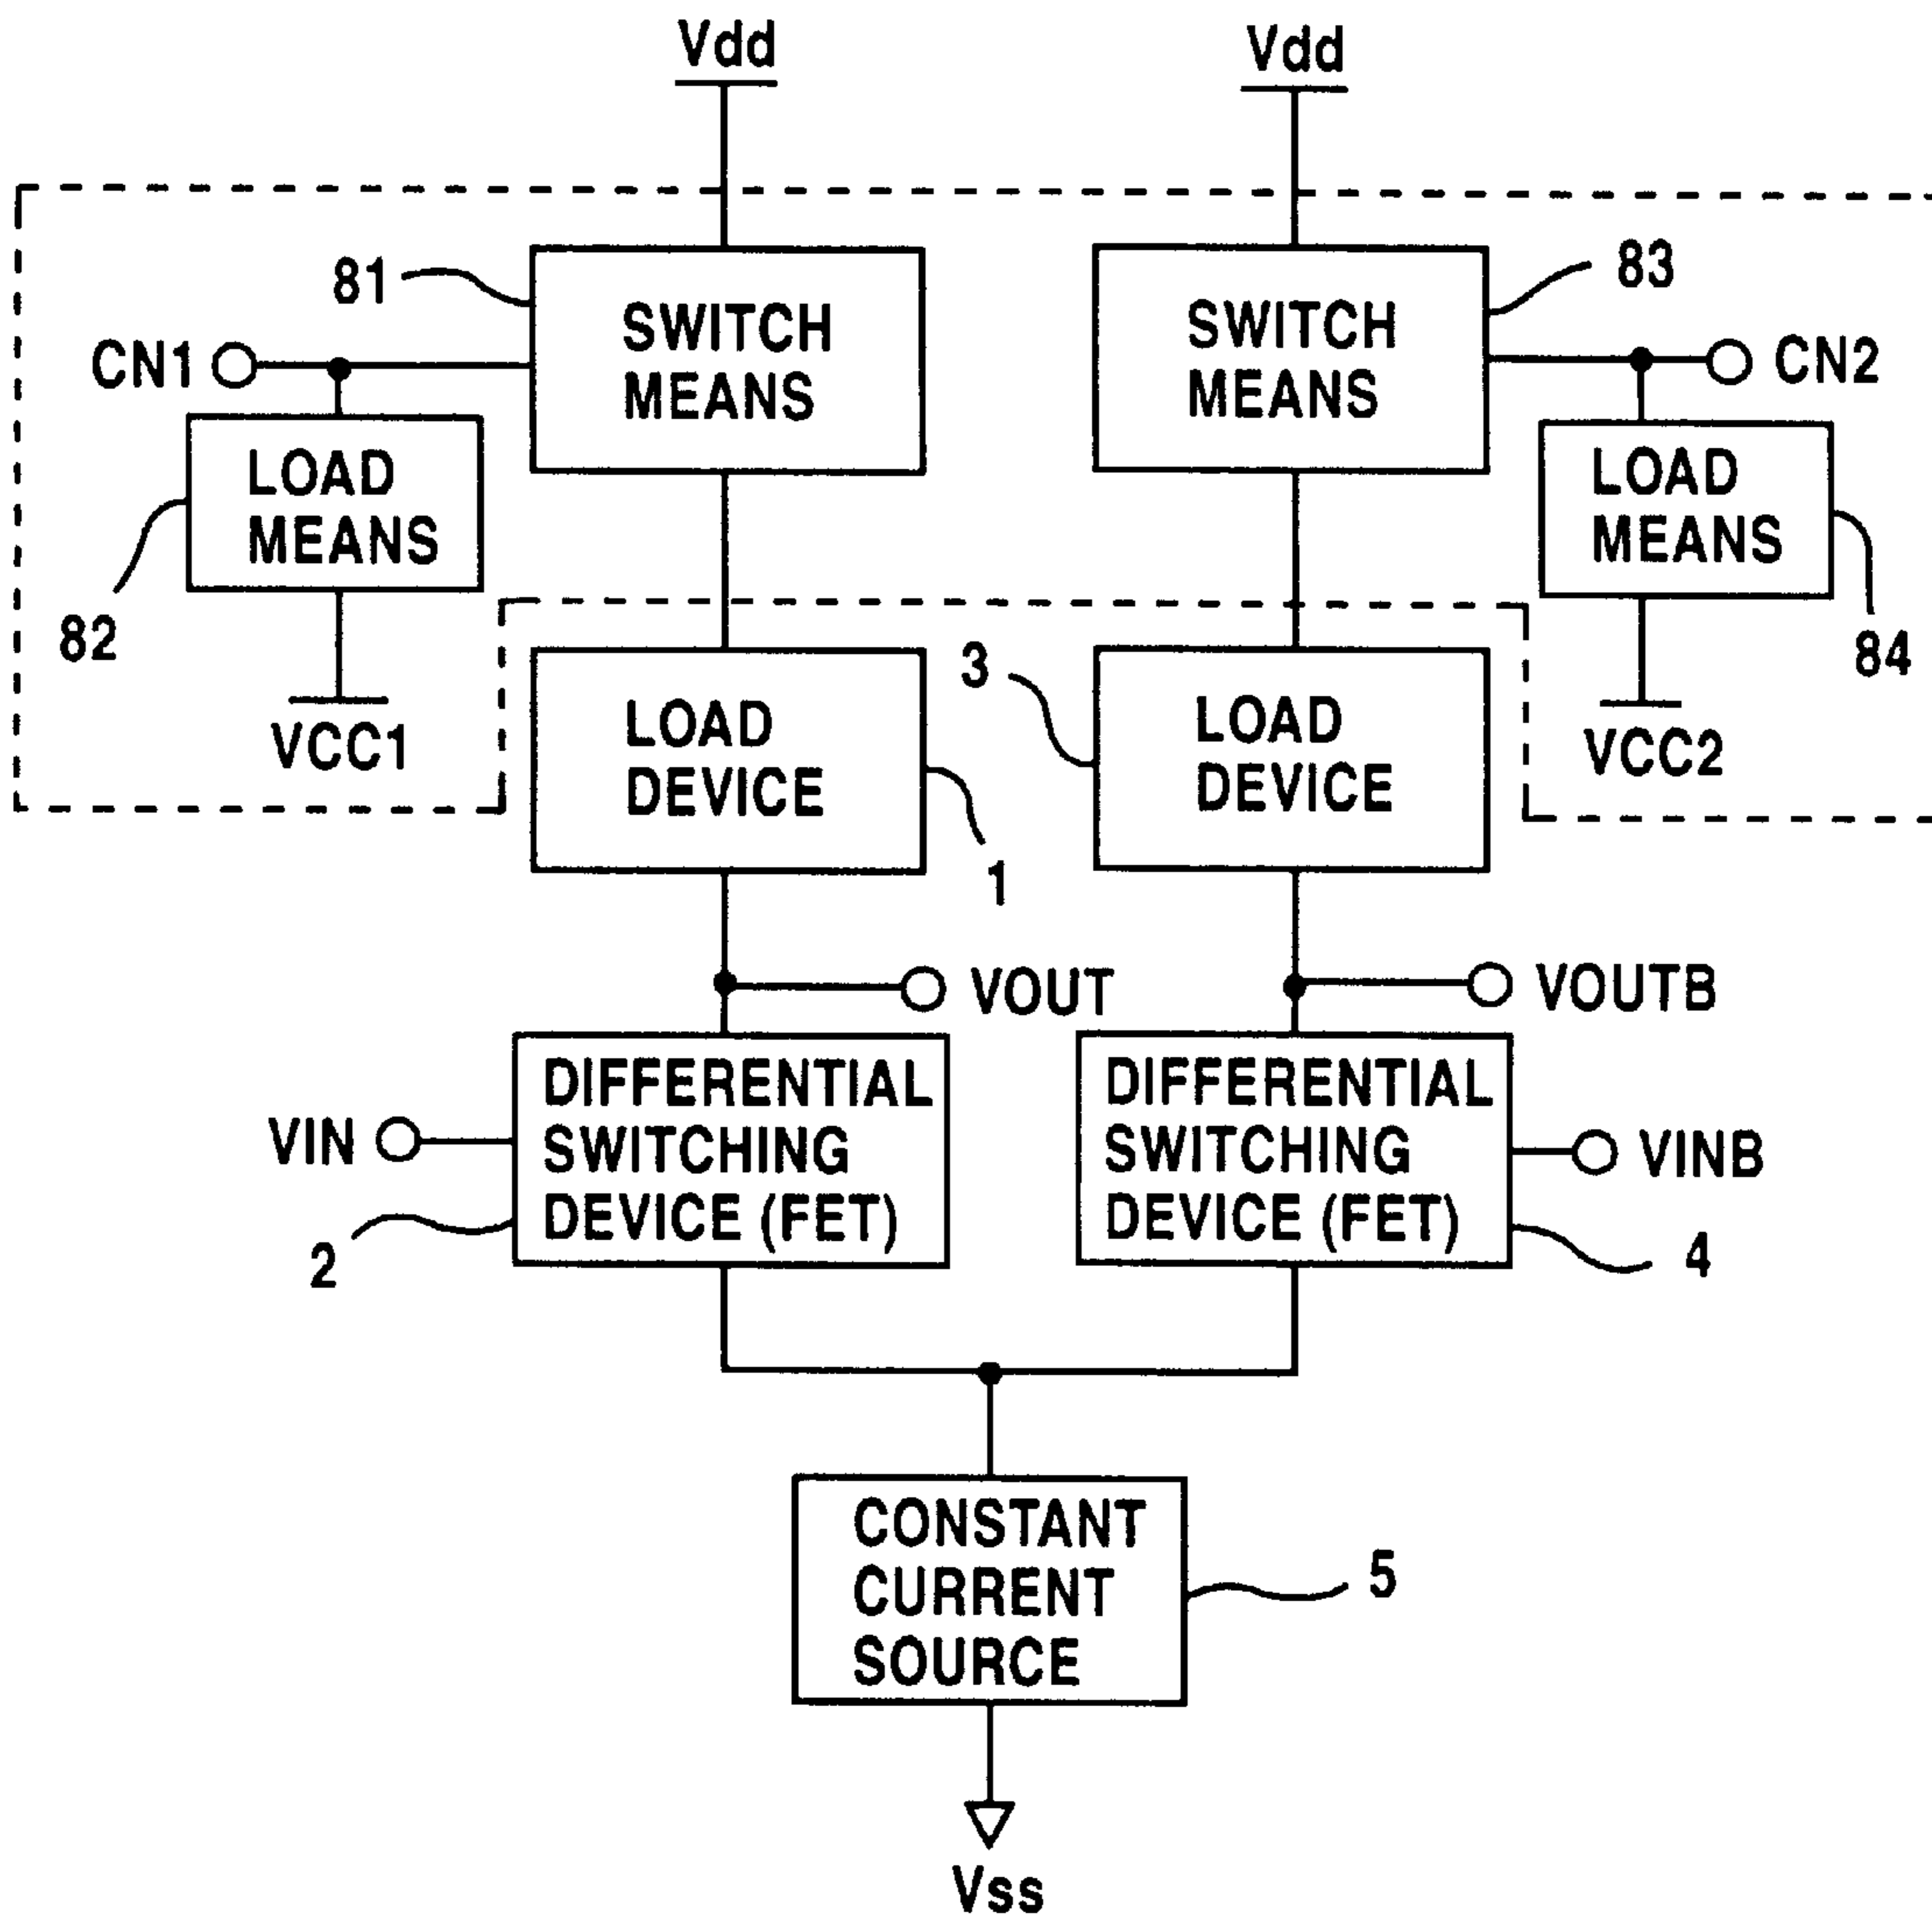 Vdd
Vdd
81
SWITCH
MEANS
SWITCH
MEANS
83
CN1
CN2
LOAD
MEANS
LOAD
MEANS
82
84
VCC1
VCC2
3
LOAD
DEVICE
LOAD
DEVICE
1
VOUT
VOUTB
DIFFERENTIAL
SWITCHING
DEVICE (FET)
DIFFERENTIAL
SWITCHING
DEVICE (FET)
VIN
VINB
2
4
CONSTANT
CURRENT
SOURCE
5
Vss